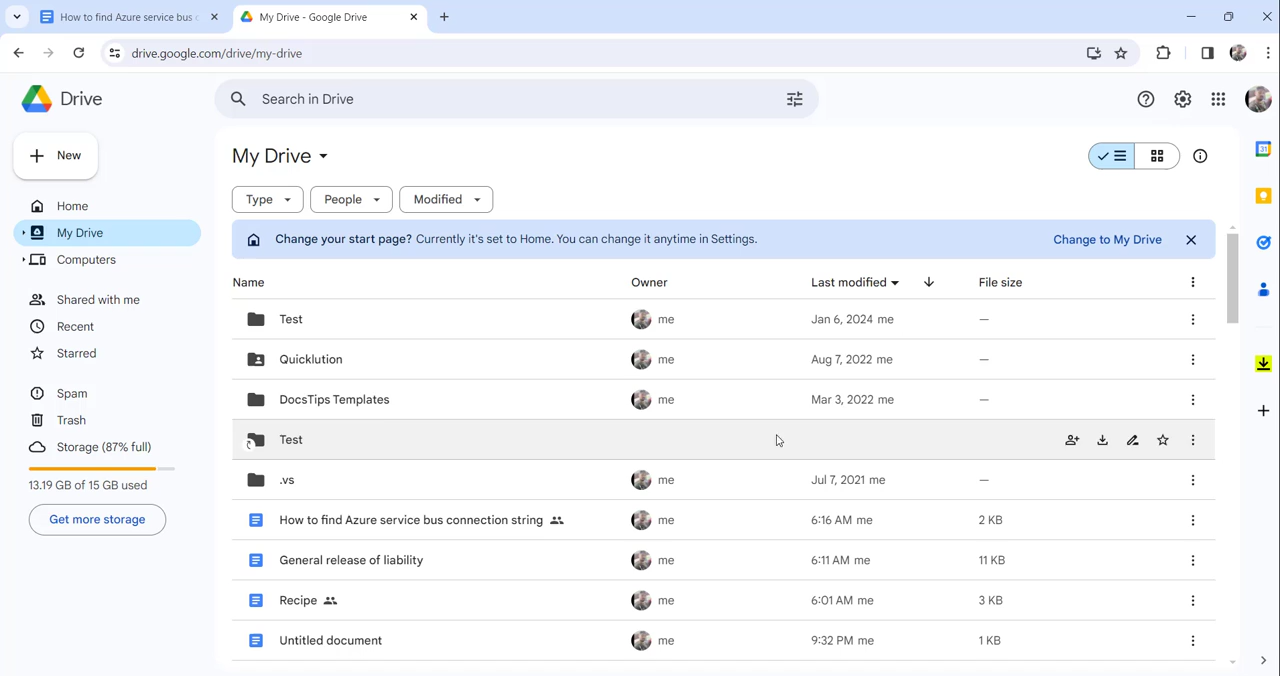 How to find Azure service bus c
My Drive - Google Drive
drive.google.com/drive/my-drive
Drive
Search in Drive
New
Home
My Drive
Computers
Shared with me
Recent
Starred
Spam
Trash
Storage (87% full)
13.19 GB of 15 GB used
Get more storage
My Drive
Type People Modified
Change your start page? Currently it's set to Home. You can change it anytime in Settings. Change to My Drive
Name Owner Last modified File size
Test me Jan 6, 2024 me —
Quicklution me Aug 7, 2022 me —
DocsTips Templates me Mar 3, 2022 me —
Test
.vs me Jul 7, 2021 me —
How to find Azure service bus connection string me 6:16 AM me 2 KB
General release of liability me 6:11 AM me 11 KB
Recipe me 6:01 AM me 3 KB
Untitled document me 9:32 PM me 1 KB
31